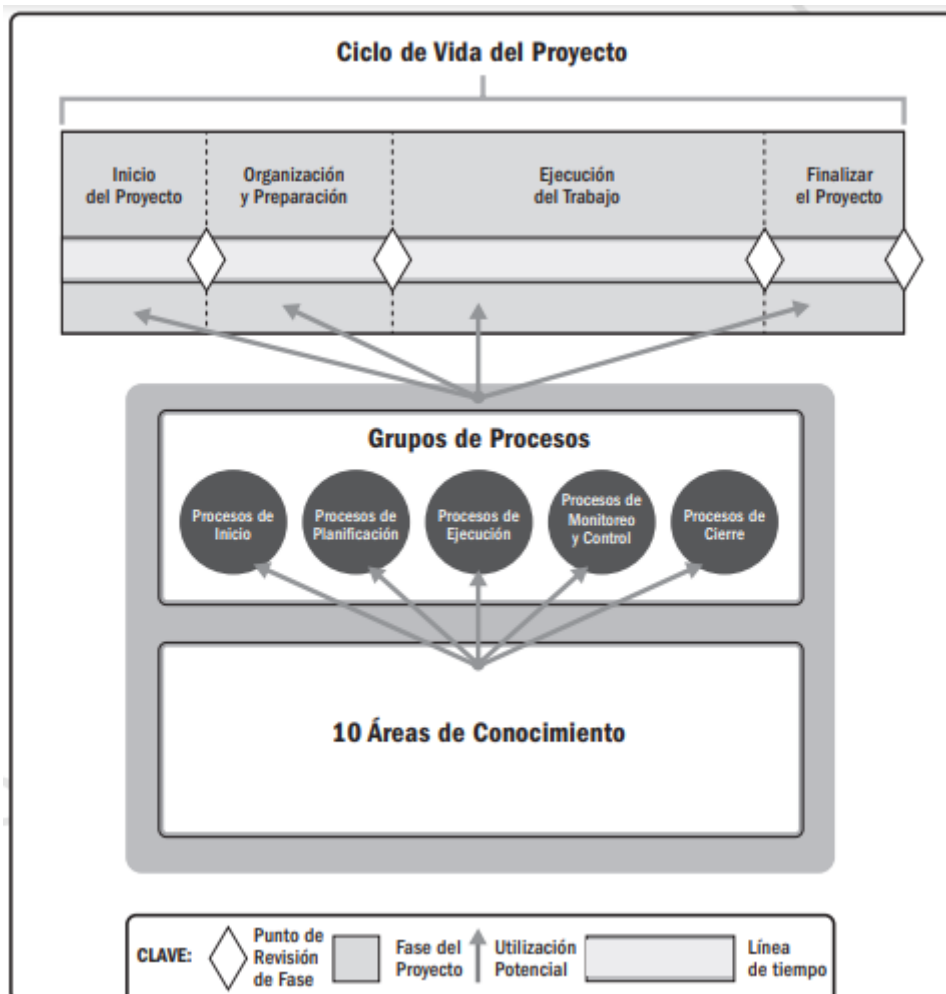 Ciclo de Vida del Proyecto
Inicio
del Proyecto
Organización
y Preparación
Ejecución
del Trabajo
Finalizar
el Proyecto
Grupos de Procesos
Procesos de
Inicio
Procesos de
Planificación
Procesos de
Ejecución
Procesos de
Monitoreo
y Control
Procesos de
Cierre
10 Áreas de Conocimiento
CLAVE:
Punto de
Revisión
de Fase
Fase del
Proyecto
Utilización
Potencial
Línea
de tiempo